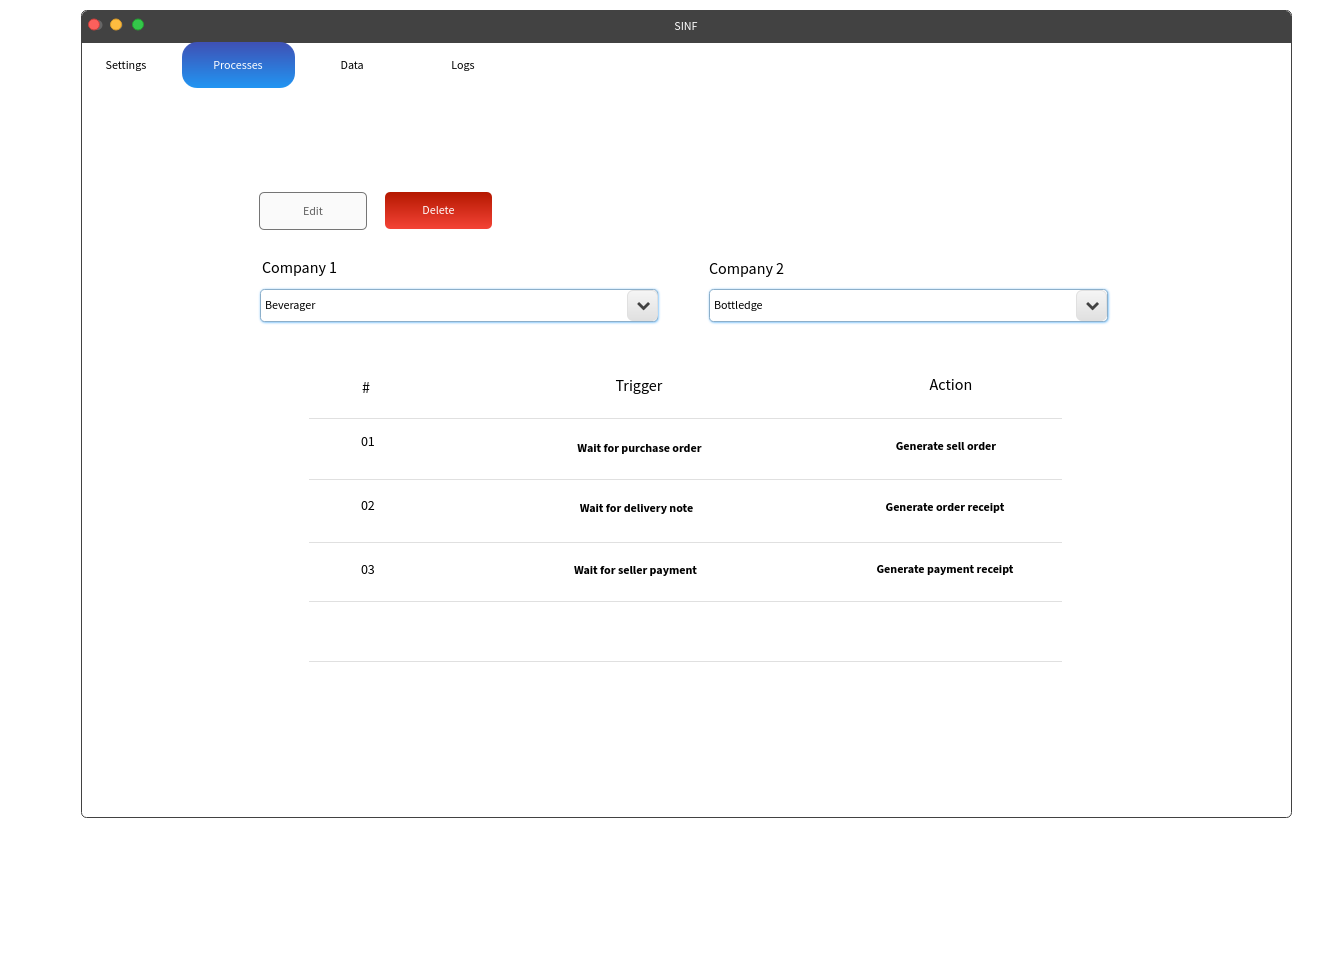 SINF
Settings Processes Data Logs
Edit Delete
Company 1 Company 2
Beverager Bottledge
# Trigger Action
01 Wait for purchase order Generate sell order
02 Wait for delivery note Generate order receipt
03 Wait for seller payment Generate payment receipt